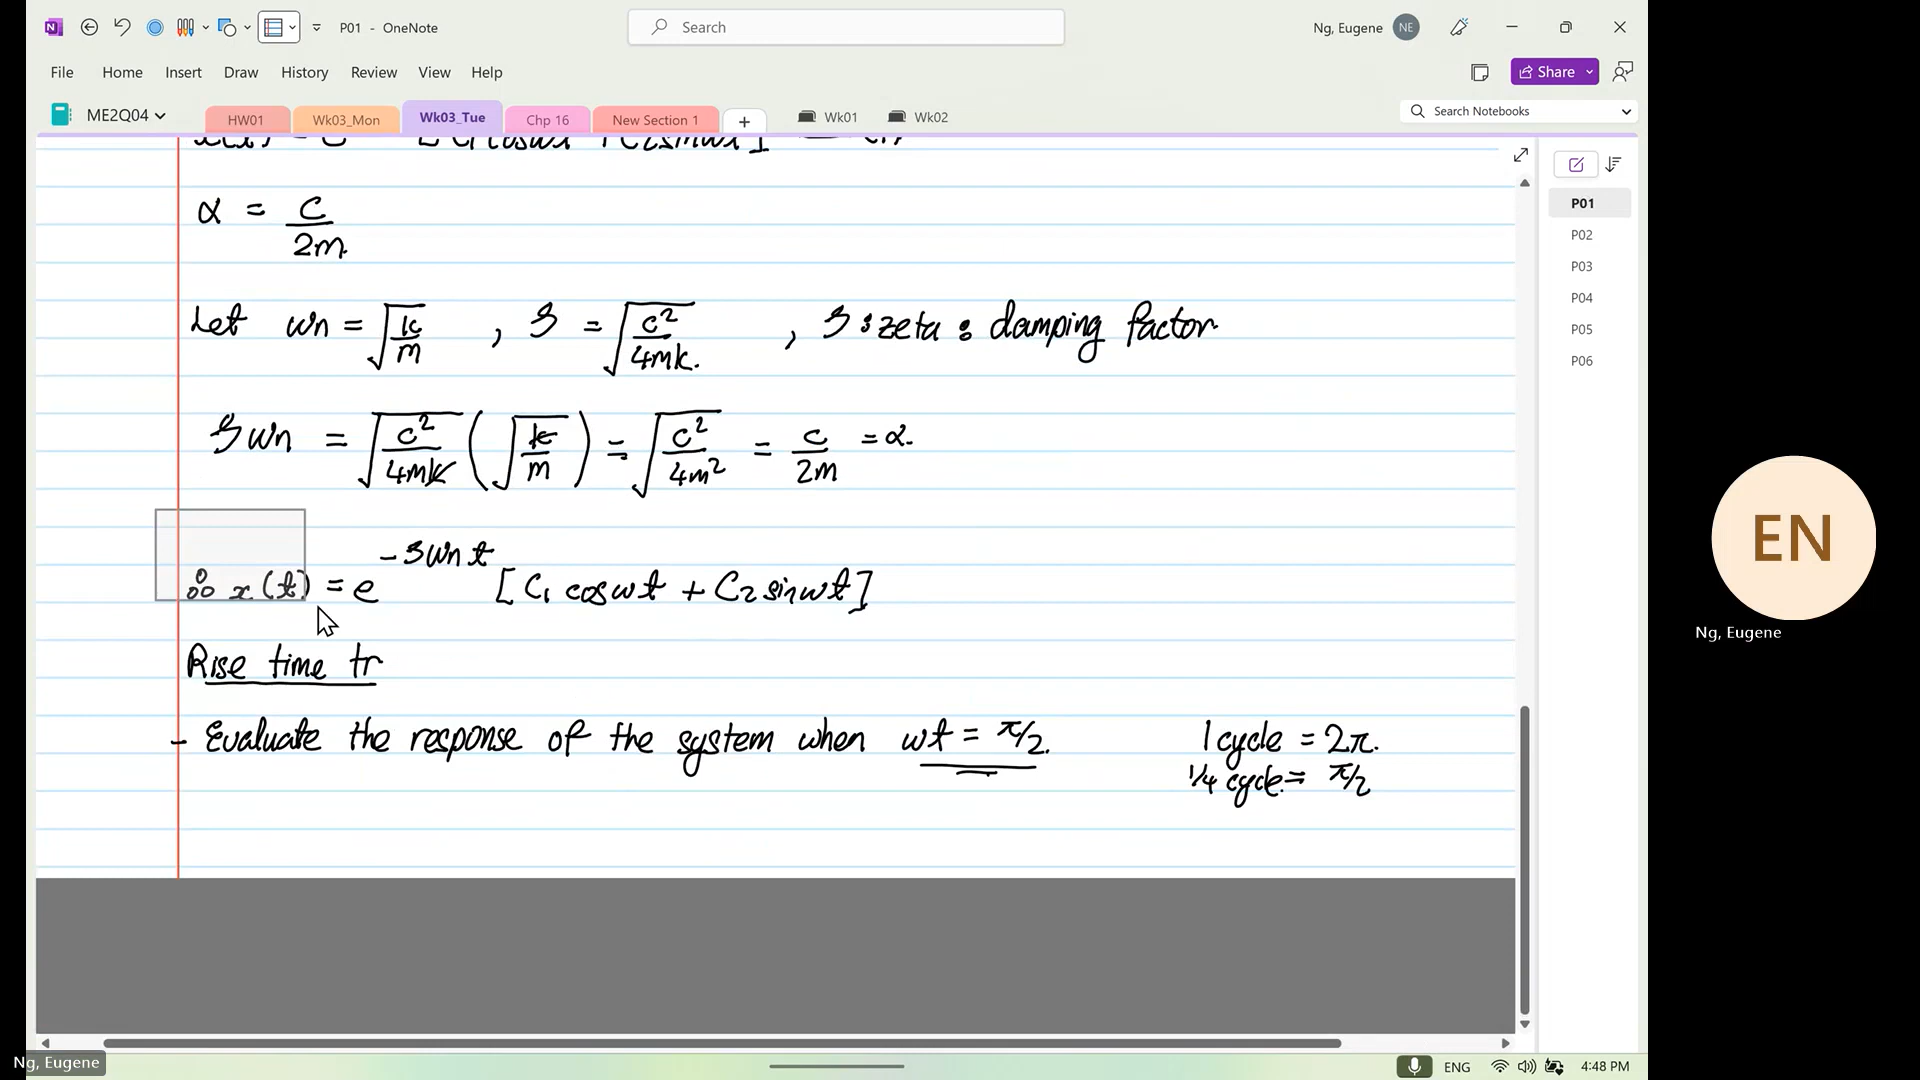 P01 - OneNote
Search
Ng, Eugene
NE
File Home Insert Draw History Review View Help
Share
ME2Q04
HW01
Wk03_Mon
Wk03_Tue
Chp 16
New Section 1
+
Wk01
Wk02
Search Notebooks
P01
P02
P03
P04
P05
P06
α = c/2m.
Let ωn = √(k/m) , ζ = √(c²/4mk.) , ζ : zeta : damping factor
ζωn = √(c²/4mk) (√(k/m)) = √(c²/4m²) = c/2m = α.
∴ x(t) = e^(-ζωnt) [C₁ cosωt + C₂ sinωt]
Rise time tr
- Evaluate the response of the system when ωt = π/2.
1 cycle = 2π.
1/4 cycle = π/2
EN
Ng, Eugene
Ng, Eugene
ENG
4:48 PM